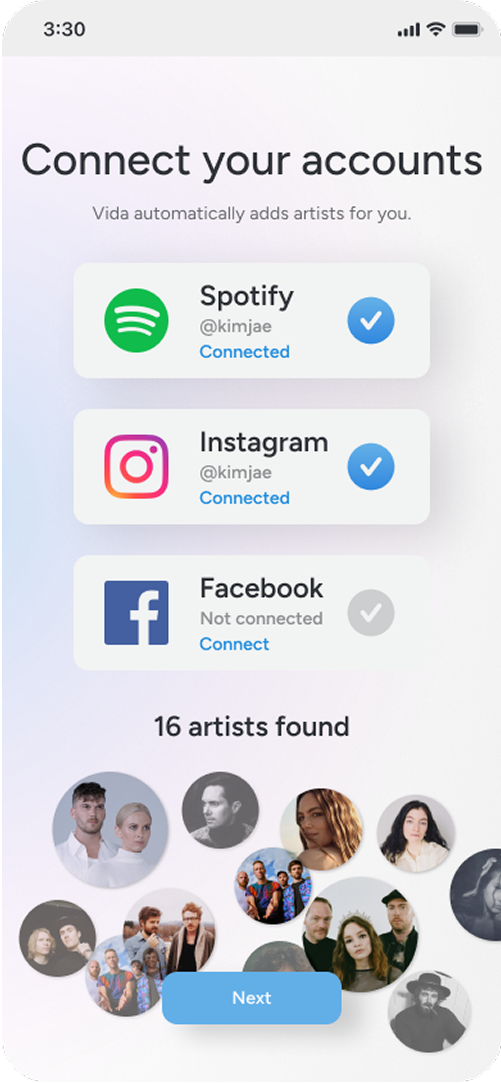 3:30
Connect your accounts
Vida automatically adds artists for you.
Spotify
@kimjae
Connected
Instagram
@kimjae
Connected
Facebook
Not connected
Connect
16 artists found
Next